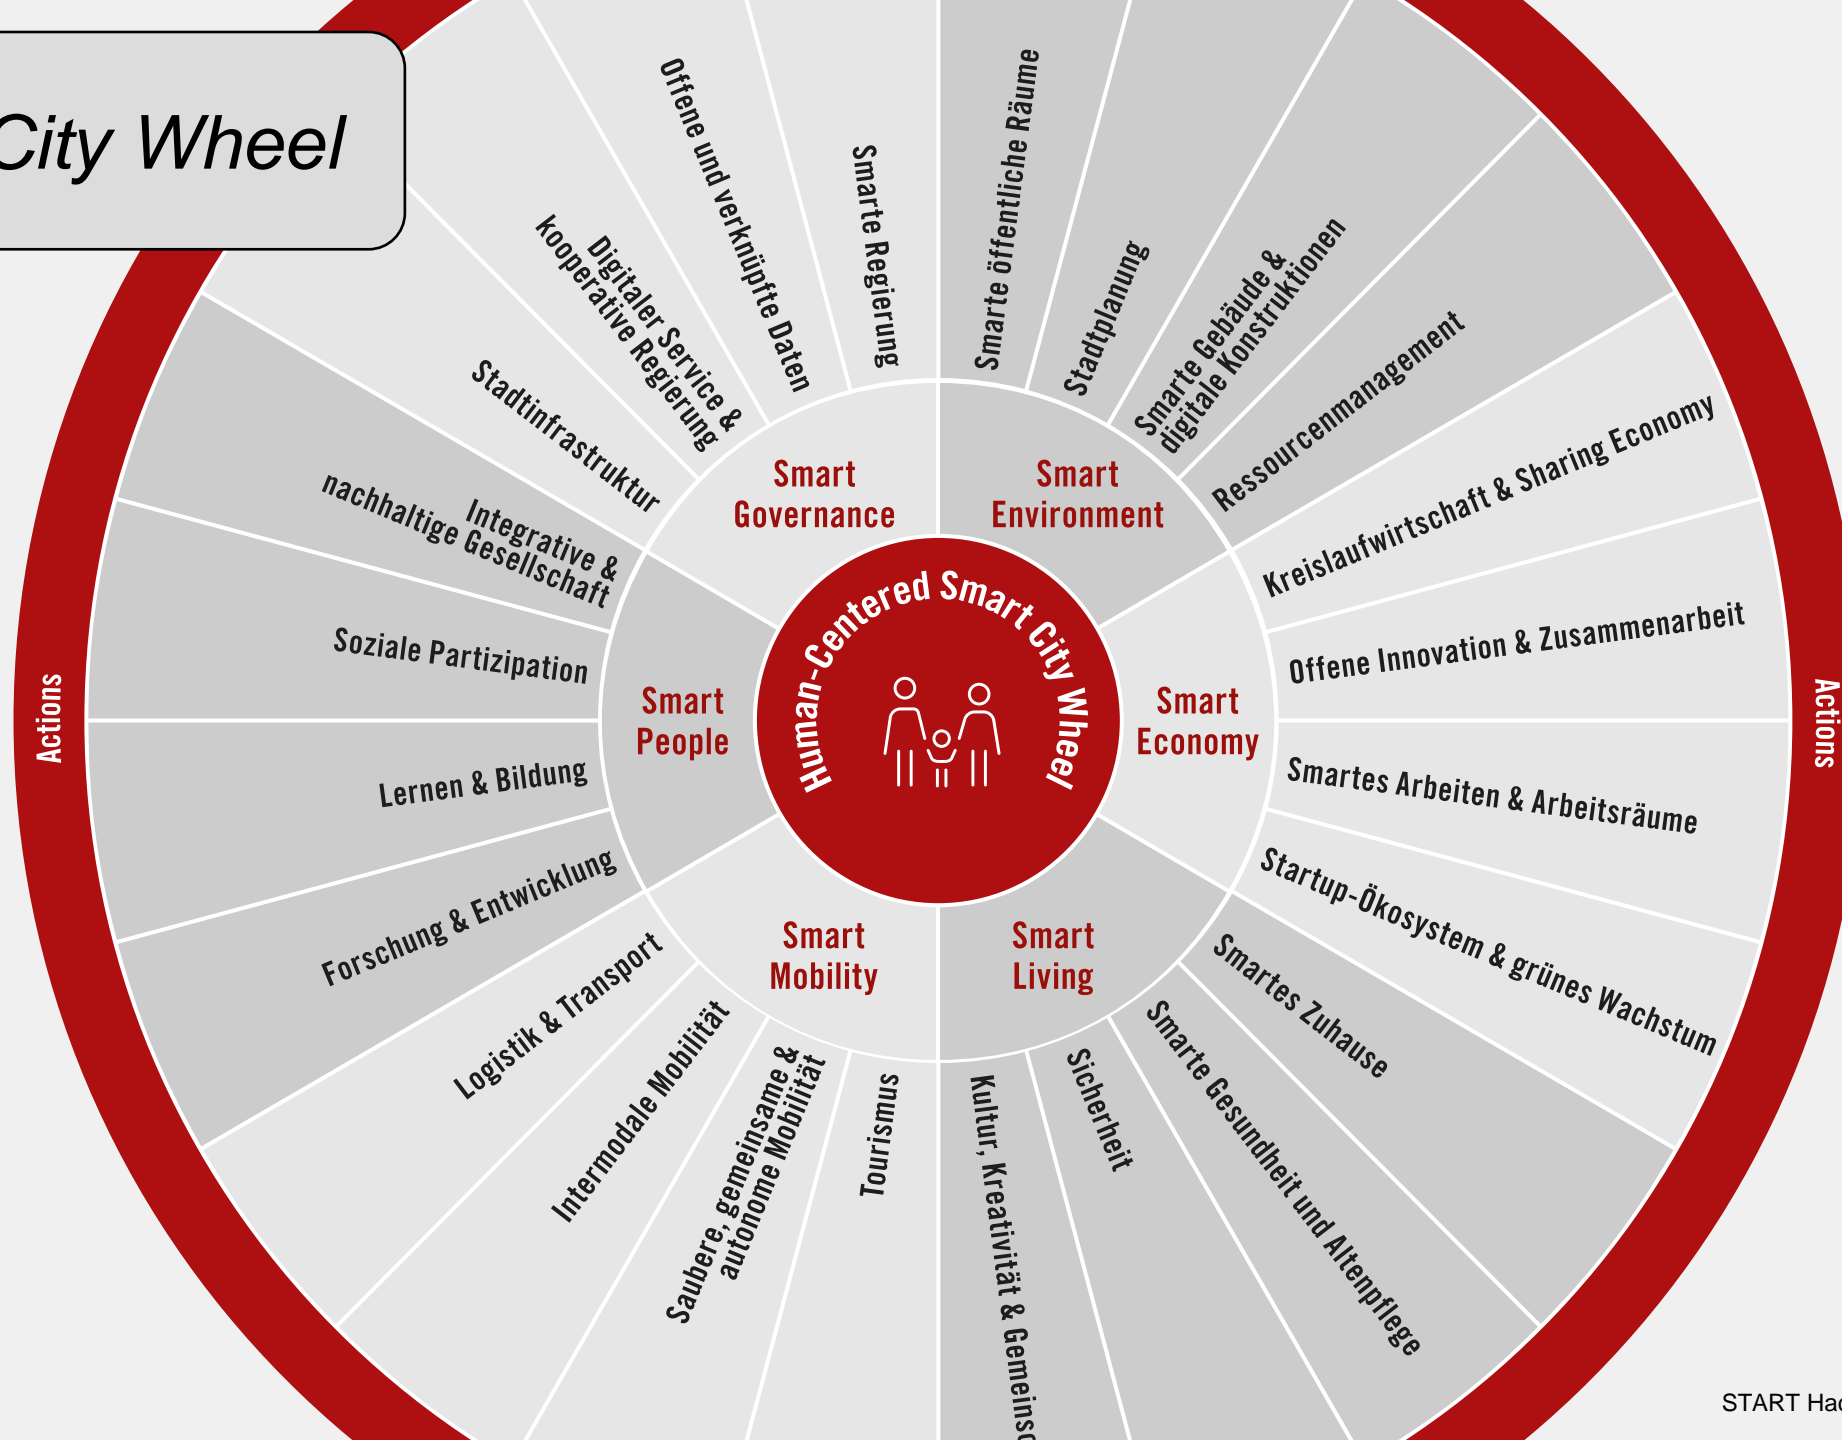 City Wheel
Human-Centered Smart City Wheel
Smart
Governance
Smart
Environment
Smart
Economy
Smart
Living
Smart
Mobility
Smart
People
Smarte öffentliche Räume
Stadtplanung
Smarte Gebäude &
digitale Konstruktionen
Ressourcenmanagement
Kreislaufwirtschaft & Sharing Economy
Offene Innovation & Zusammenarbeit
Smartes Arbeiten & Arbeitsräume
Startup-Ökosystem & grünes Wachstum
Smartes Zuhause
Smarte Gesundheit und Altenpflege
Sicherheit
Kultur, Kreativität &
Tourismus
Saubere, gemeinsame &
autonome Mobilität
Intermodale Mobilität
Logistik & Transport
Forschung & Entwicklung
Lernen & Bildung
Soziale Partizipation
Integrative &
nachhaltige Gesellschaft
Stadtinfrastruktur
Digitaler Service &
kooperative Regierung
Offene und verknüpfte Daten
Smarte Regierung
Actions
Actions
START